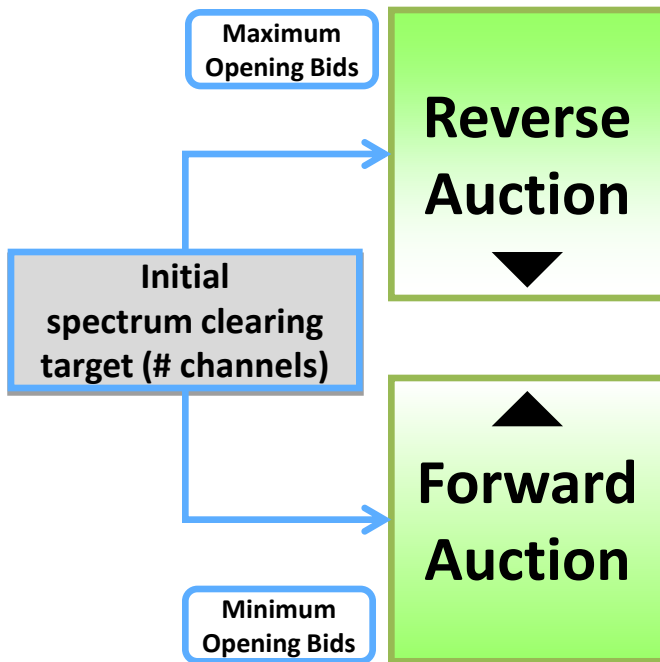 Maximum
Opening Bids
Reverse
Auction
Initial
spectrum clearing
target (# channels)
Forward
Auction
Minimum
Opening Bids